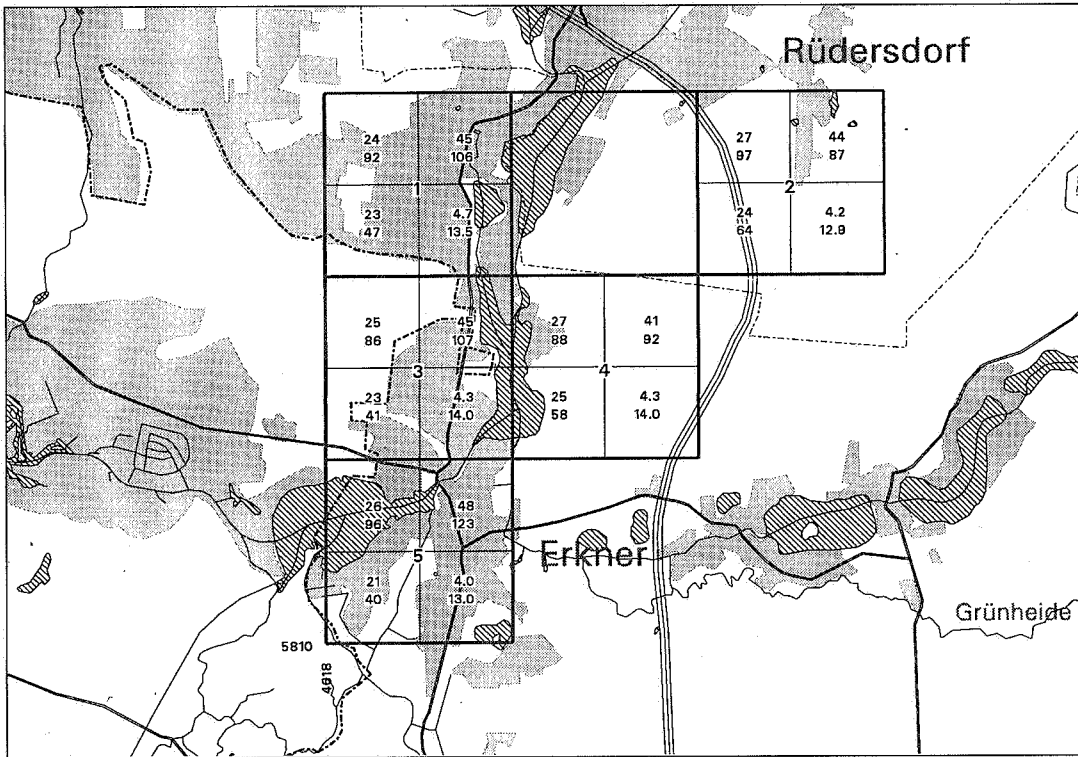 Rüdersdorf
24 45 27 44
92 106 97 87
1 2
23 4.7 24 4.2
47 13.5 64 12.9
25 45 27 41
86 107 88 92
3 4
23 4.3 25 4.3
41 14.0 58 14.0
26 48
96 123
Erkner
5
21 4.0
40 13.0
Grünheide
5810
4618